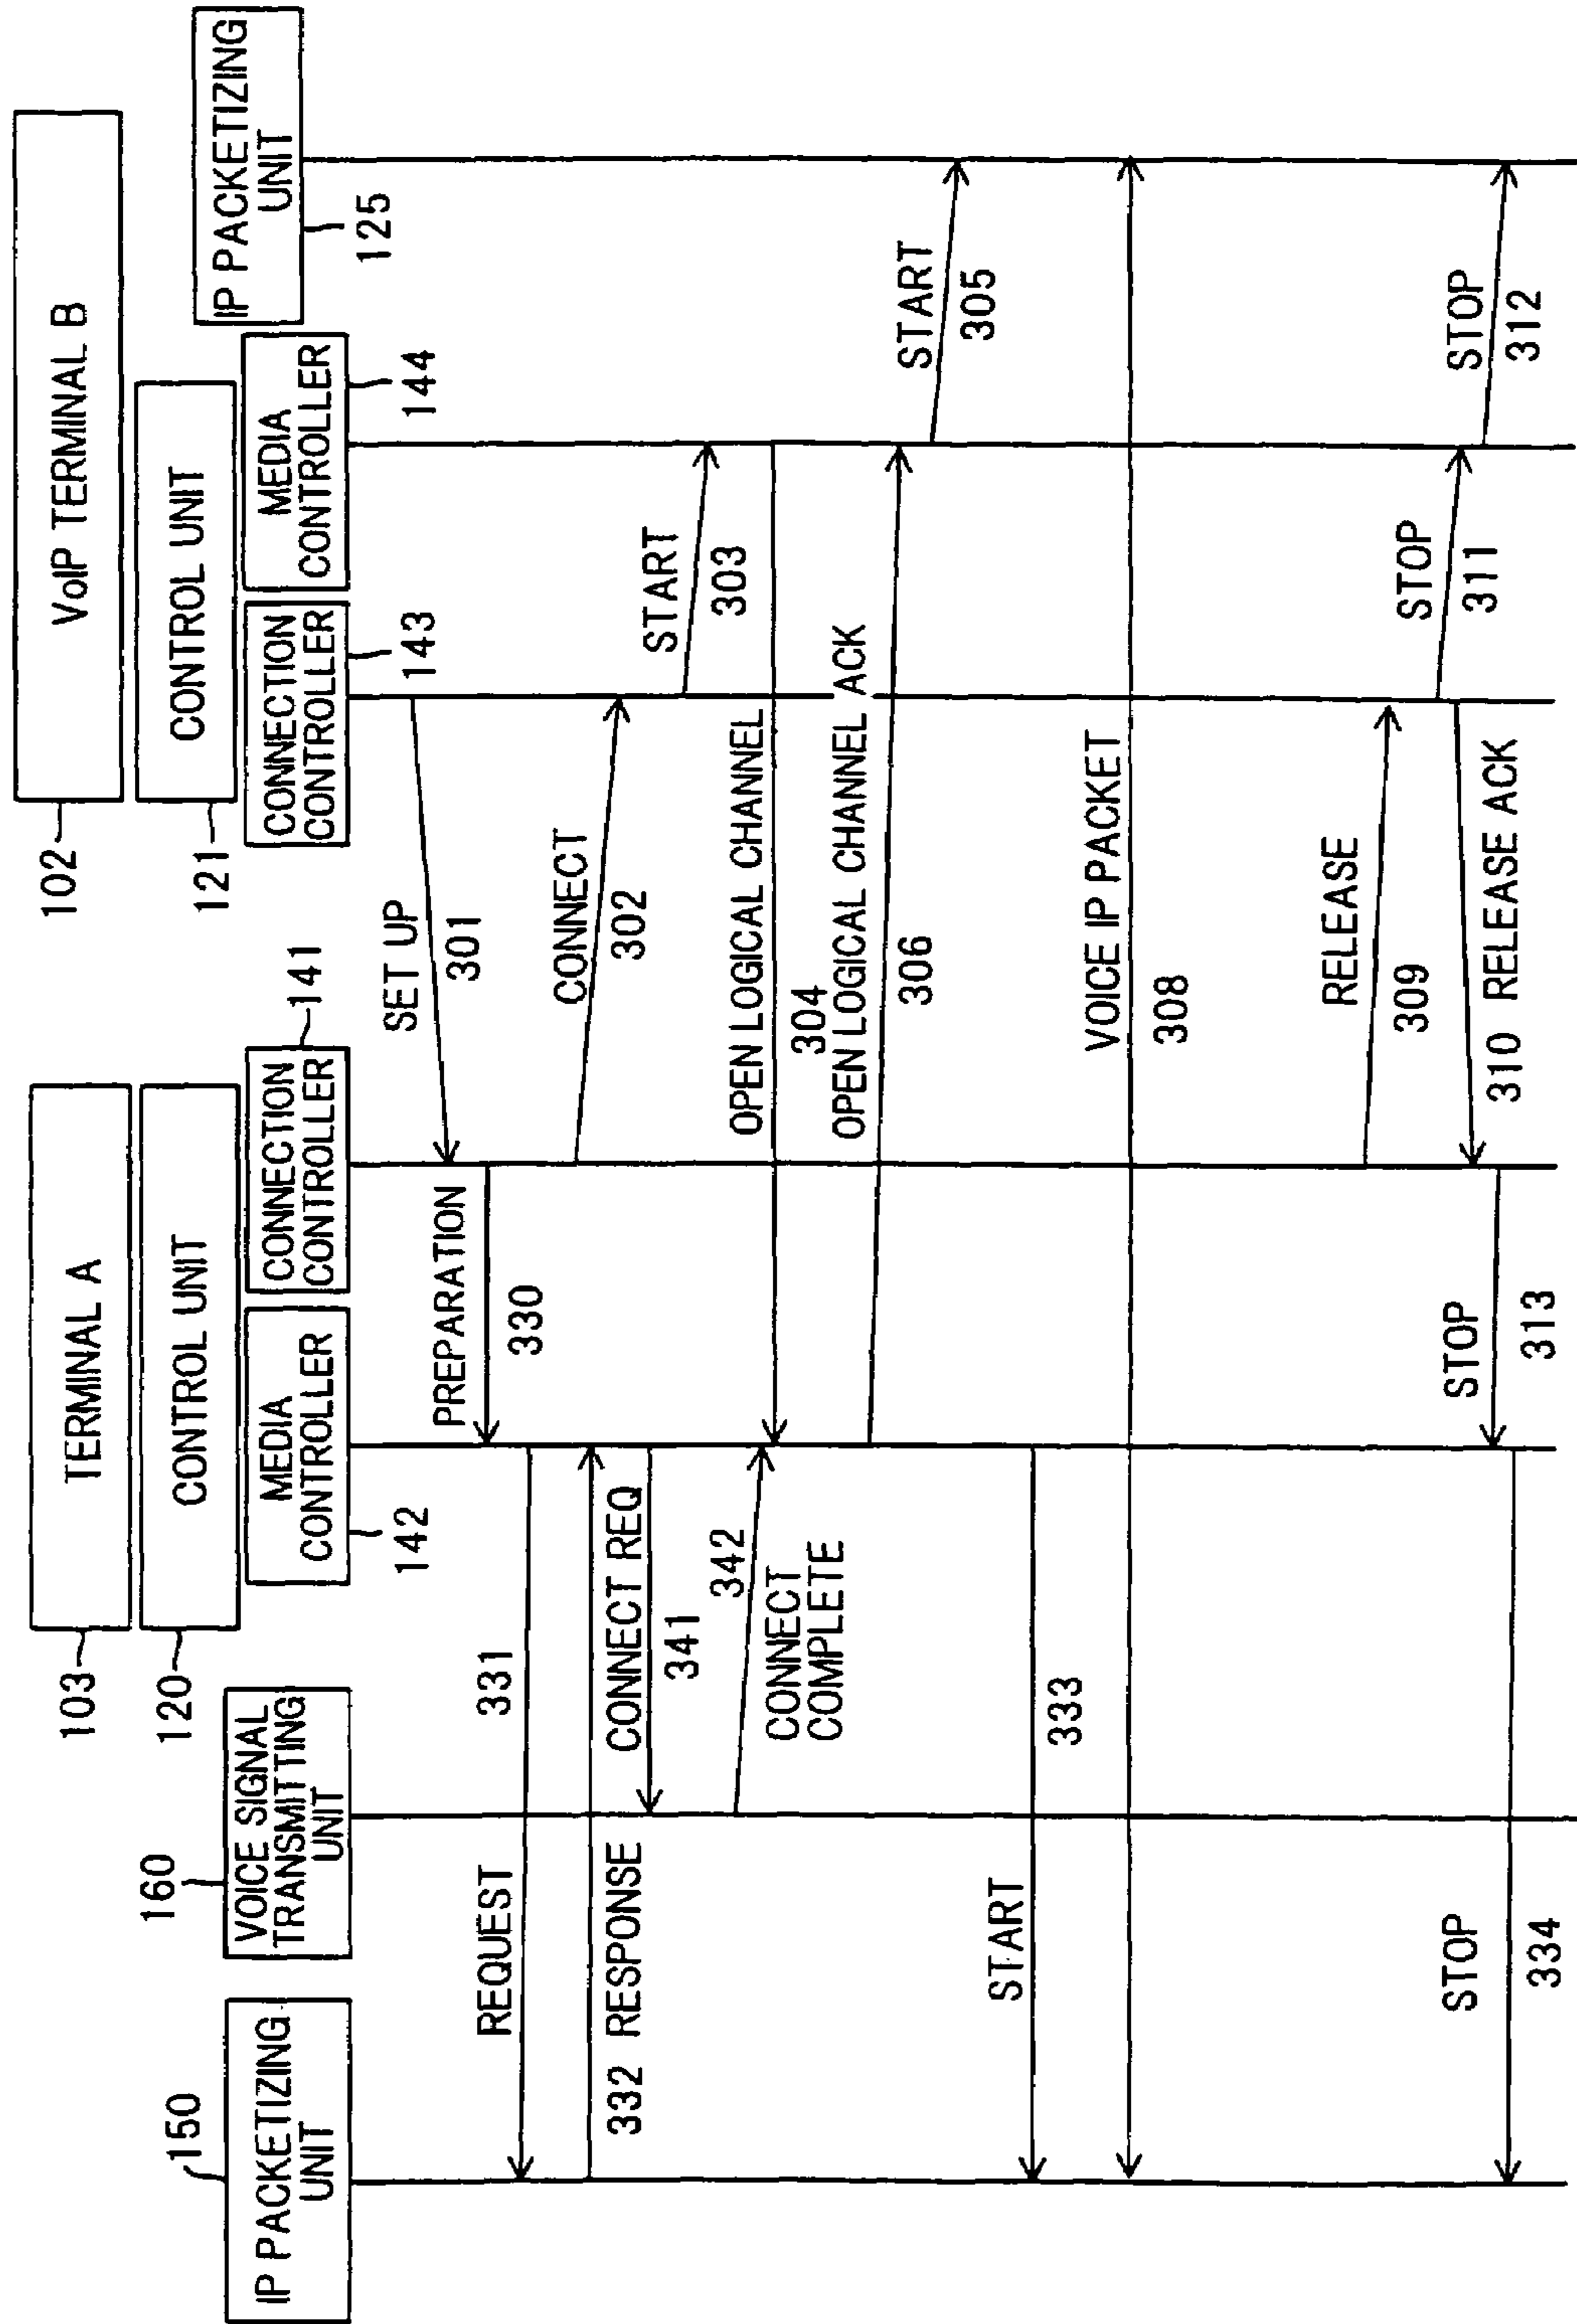 103
TERMINAL A
102
VoIP TERMINAL B
160
120
CONTROL UNIT
121
CONTROL UNIT
150
IP PACKETIZING
UNIT
VOICE SIGNAL
TRANSMITTING
UNIT
MEDIA
CONTROLLER
CONNECTION
CONTROLLER
141
CONNECTION
CONTROLLER
MEDIA
CONTROLLER
IP PACKETIZING
UNIT
142
143
144
125
SET UP
301
PREPARATION
330
REQUEST
331
332 RESPONSE
CONNECT
302
CONNECT REQ
341
START
303
342
CONNECT
COMPLETE
OPEN LOGICAL CHANNEL
304
OPEN LOGICAL CHANNEL ACK
306
START
305
START
333
VOICE IP PACKET
308
RELEASE
309
STOP
311
310 RELEASE ACK
STOP
312
STOP
313
STOP
334